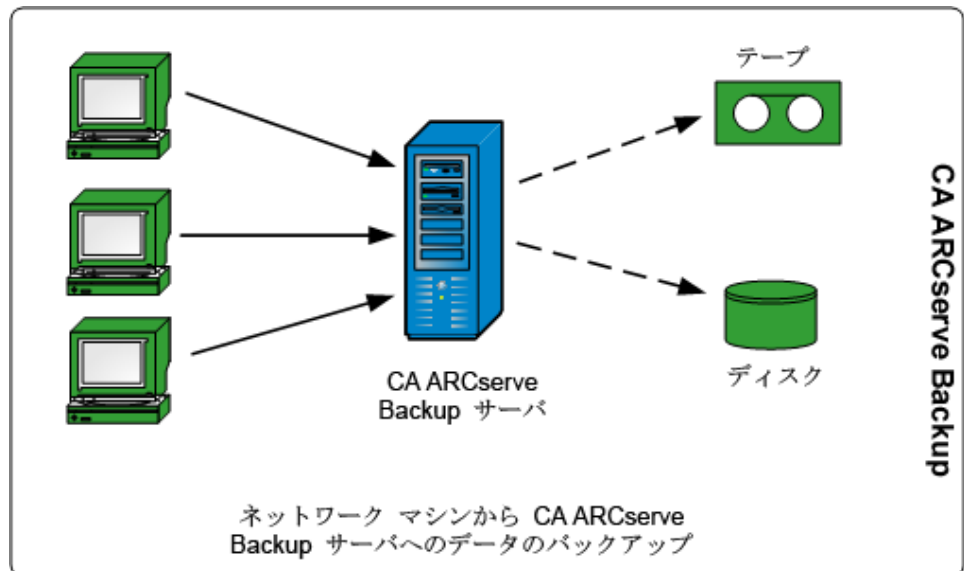 テープ
CA ARCserve Backup
ディスク
CA ARCserve
Backup サーバ
ネットワーク マシンから CA ARCserve
Backup サーバへのデータのバックアップ